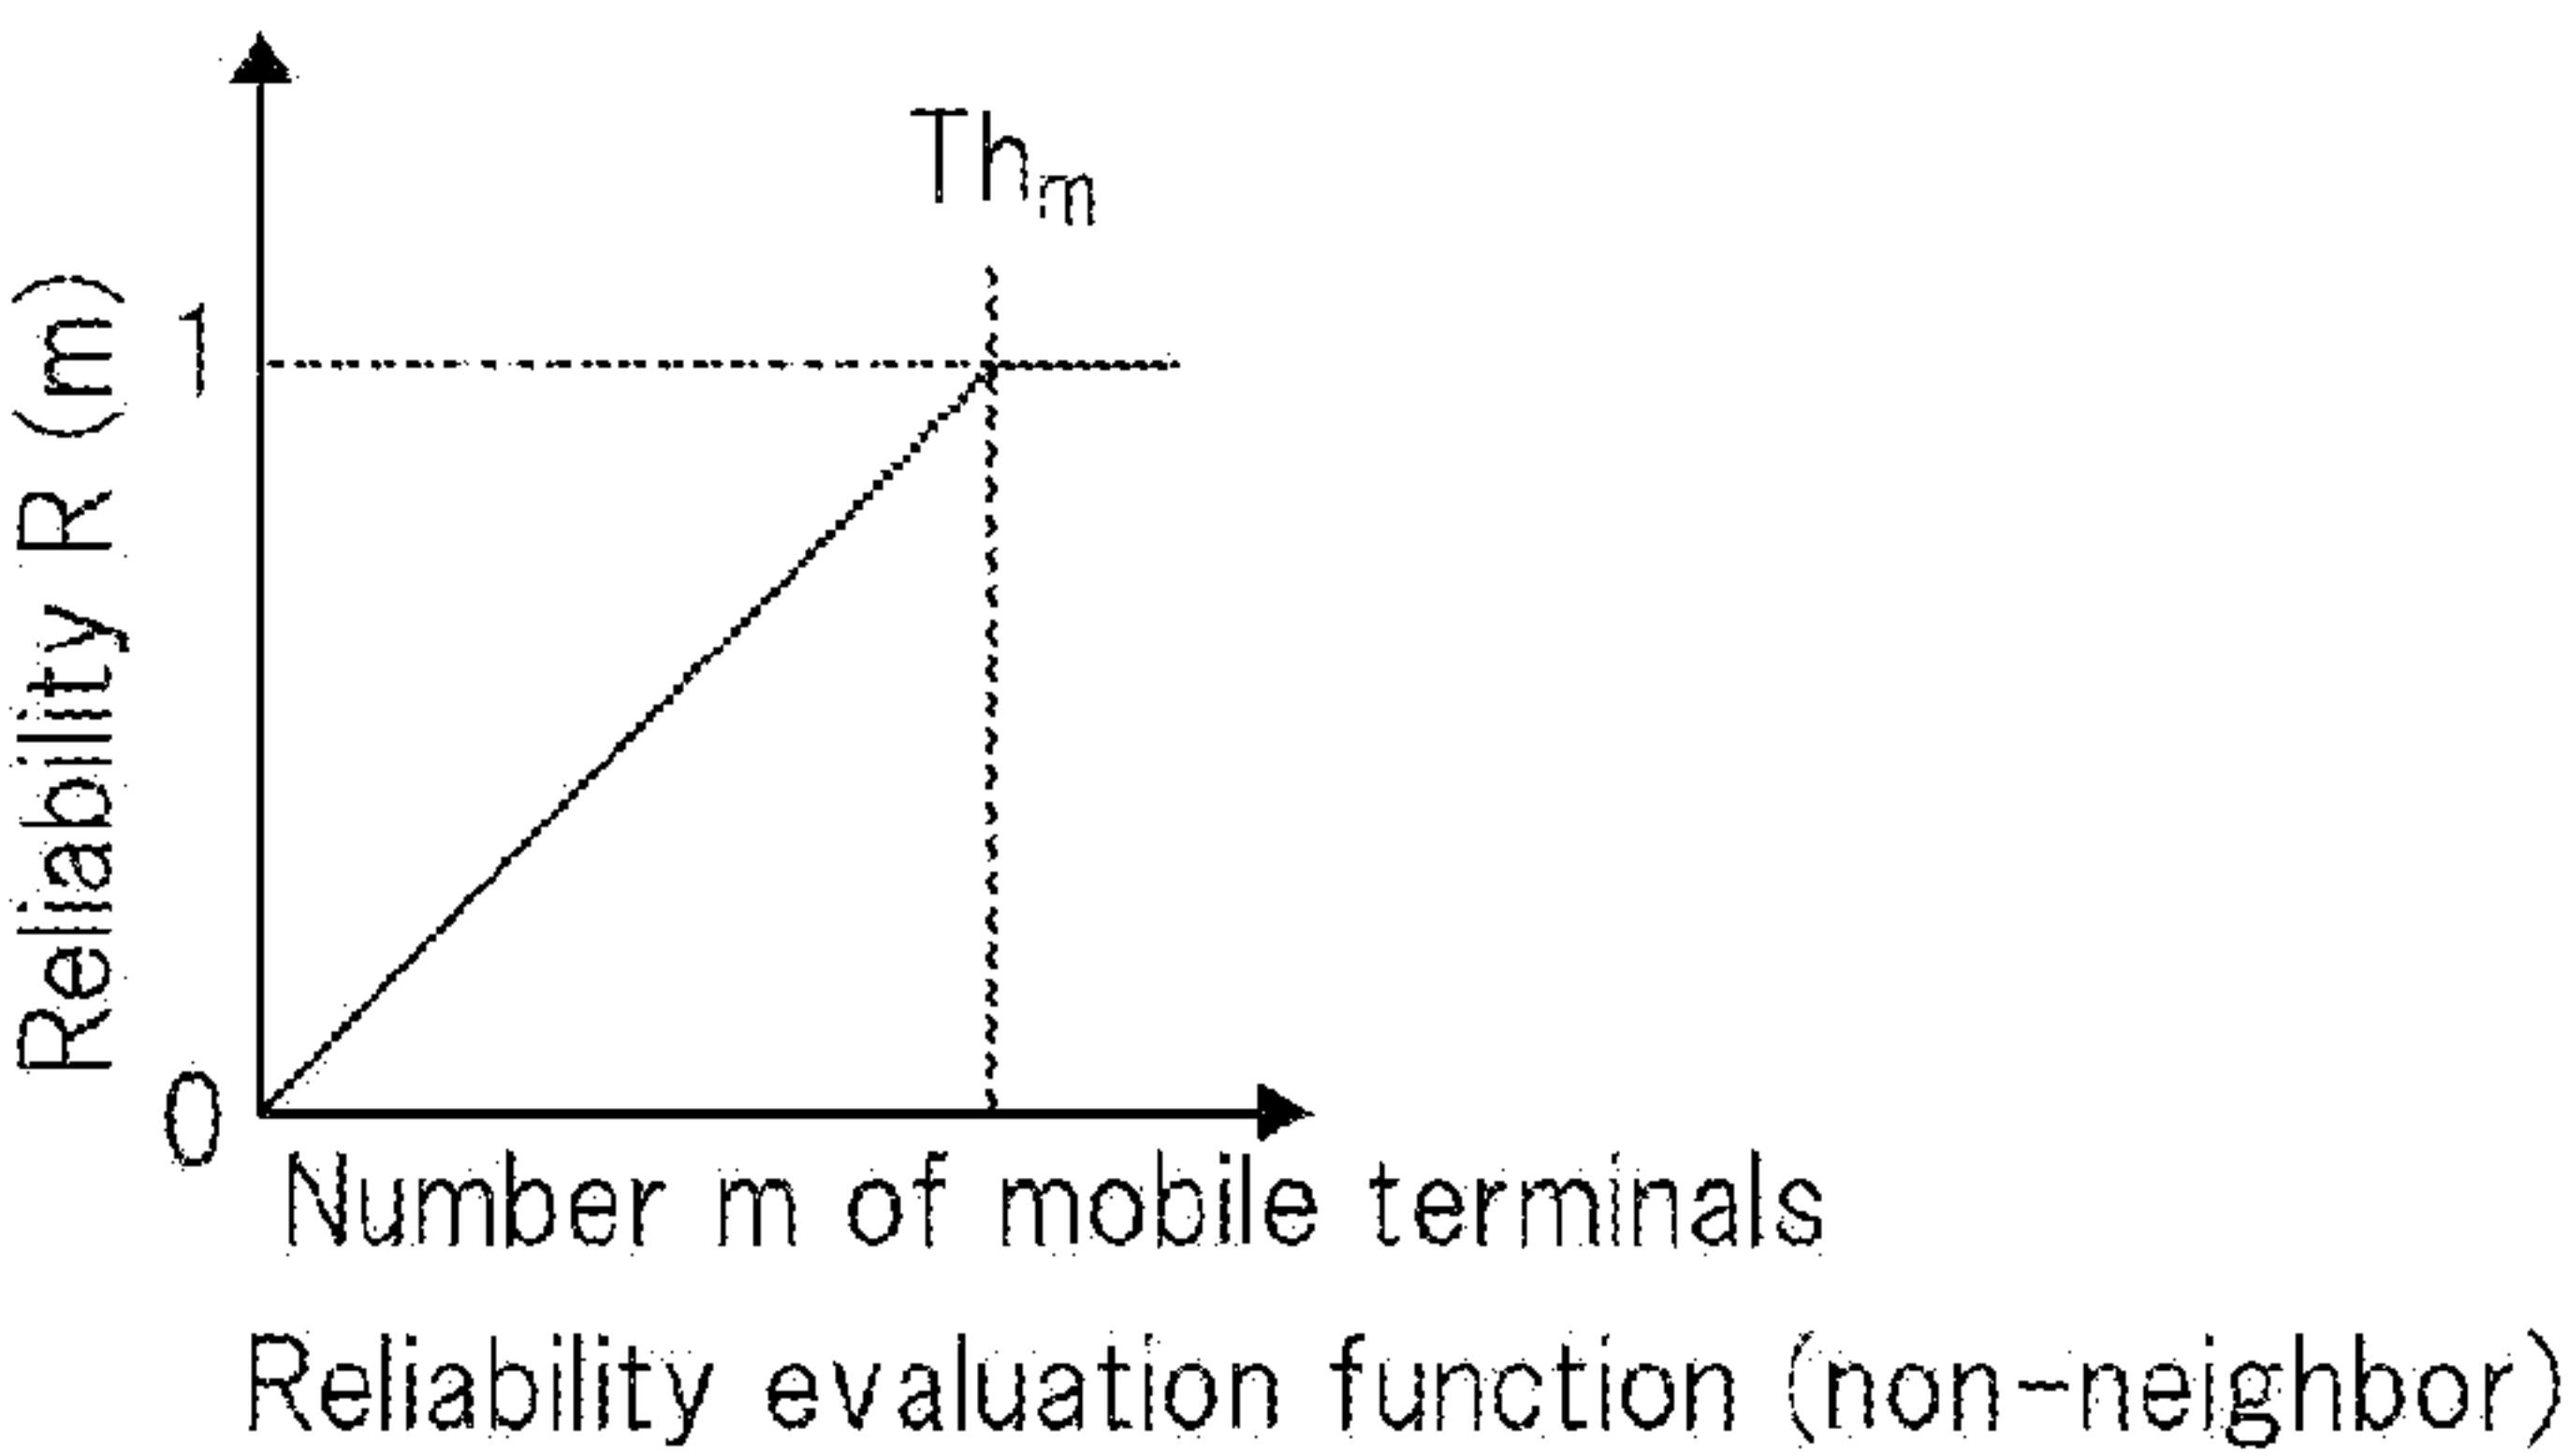 Th_m
1
Reliability R (m)
0
Number m of mobile terminals
Reliability evaluation function (non-neighbor)